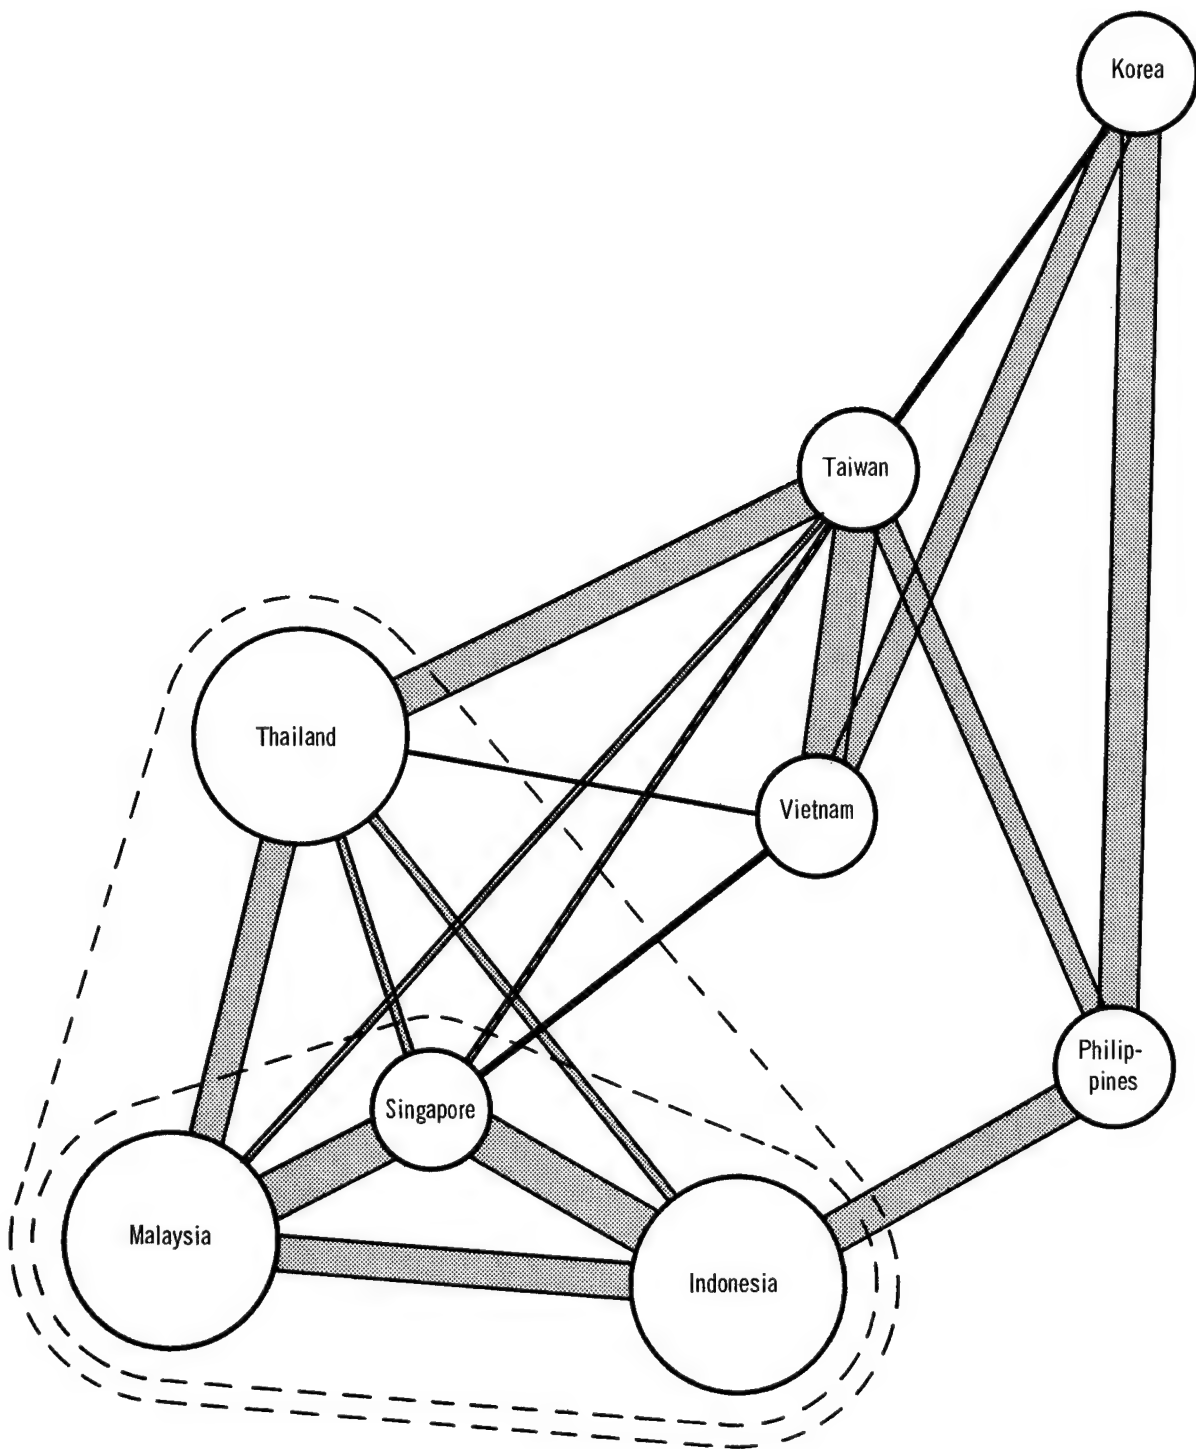 Korea
Taiwan
Thailand
Vietnam
Philip-
pines
Singapore
Malaysia
Indonesia